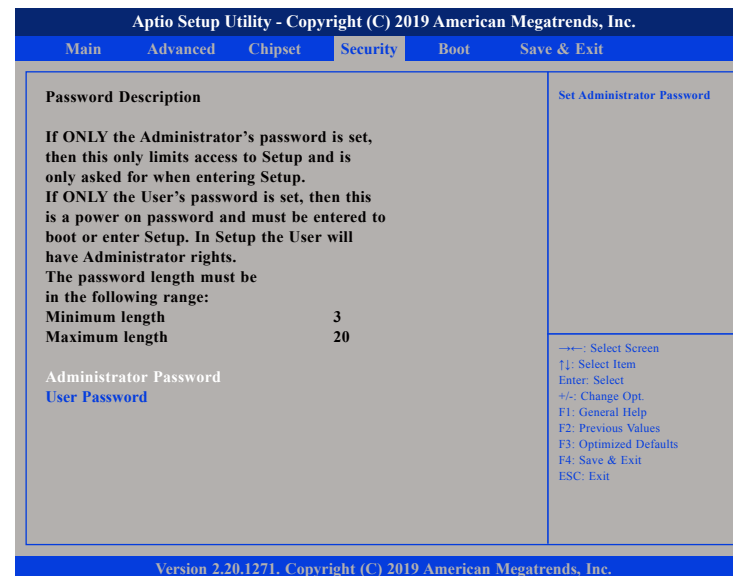 Aptio Setup Utility - Copyright (C) 2019 American Megatrends, Inc.
Main Advanced Chipset Security Boot Save & Exit
Password Description
If ONLY the Administrator's password is set,
then this only limits access to Setup and is
only asked for when entering Setup.
If ONLY the User's password is set, then this
is a power on password and must be entered to
boot or enter Setup. In Setup the User will
have Administrator rights.
The password length must be
in the following range:
Minimum length 3
Maximum length 20
Administrator Password
User Password
Set Administrator Password
→←: Select Screen
↑↓: Select Item
Enter: Select
+/-: Change Opt.
F1: General Help
F2: Previous Values
F3: Optimized Defaults
F4: Save & Exit
ESC: Exit
Version 2.20.1271. Copyright (C) 2019 American Megatrends, Inc.